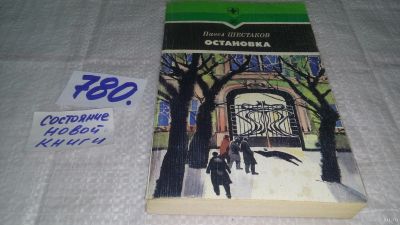 780.
СОСТОЯНИЕ
НОВОЙ
КНИГИ
Павел ШЕСТАКОВ
ОСТАНОВКА